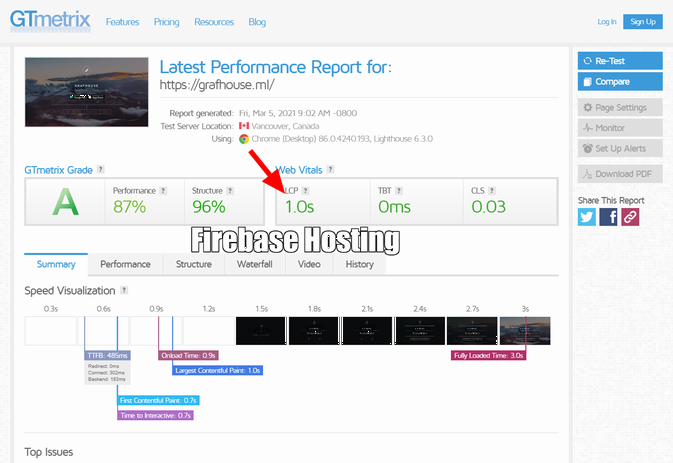 GTmetrix
Features Pricing Resources Blog
Log In Sign Up
Latest Performance Report for:
https://grafhouse.ml/
Report generated: Fri, Mar 5, 2021 9:02 AM -0800
Test Server Location: Vancouver, Canada
Using: Chrome (Desktop) 86.0.4240.193, Lighthouse 6.3.0
Re-Test
Compare
Page Settings
Monitor
Set Up Alerts
Download PDF
Share This Report
GTmetrix Grade ?
Web Vitals ?
A
Performance ?
87%
Structure ?
96%
LCP ?
1.0s
TBT ?
0ms
CLS ?
0.03
Firebase Hosting
Summary Performance Structure Waterfall Video History
Speed Visualization ?
0.3s 0.6s 0.9s 1.2s 1.5s 1.8s 2.1s 2.4s 2.7s 3s
TTFB: 485ms
Redirect: 0ms
Connect: 302ms
Backend: 183ms
Onload Time: 0.9s
Largest Contentful Paint: 1.0s
Fully Loaded Time: 3.0s
First Contentful Paint: 0.7s
Time to Interactive: 0.7s
Top Issues